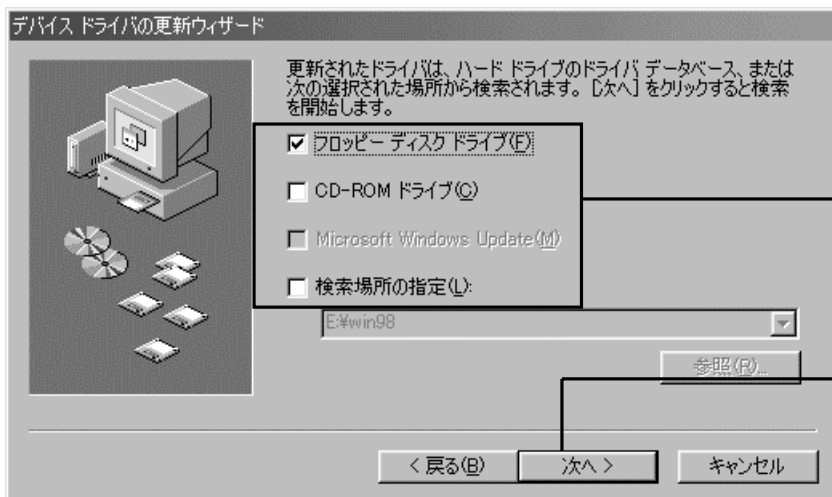 デバイス ドライバの更新ウィザード
更新されたドライバは、ハード ドライブのドライバ データベース、または
次の選択された場所から検索されます。[次へ] をクリックすると検索
を開始します。
フロッピー ディスク ドライブ(F)
CD-ROM ドライブ(C)
Microsoft Windows Update(M)
検索場所の指定(L):
E:¥win98
参照(R)...
< 戻る(B)
次へ >
キャンセル